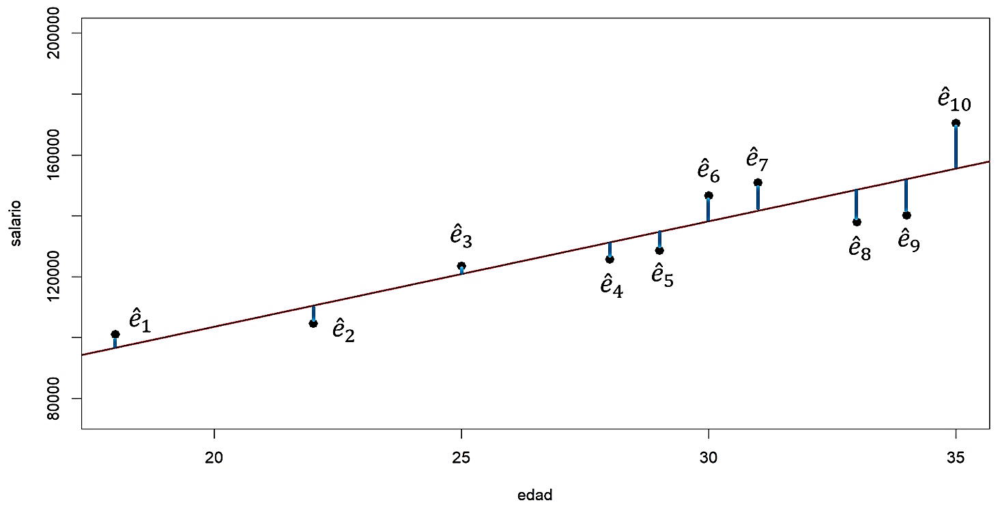 200000
160000
120000
80000
salario
ê₁
ê₂
ê₃
ê₄
ê₅
ê₆
ê₇
ê₈
ê₉
ê₁₀
20 25 30 35
edad